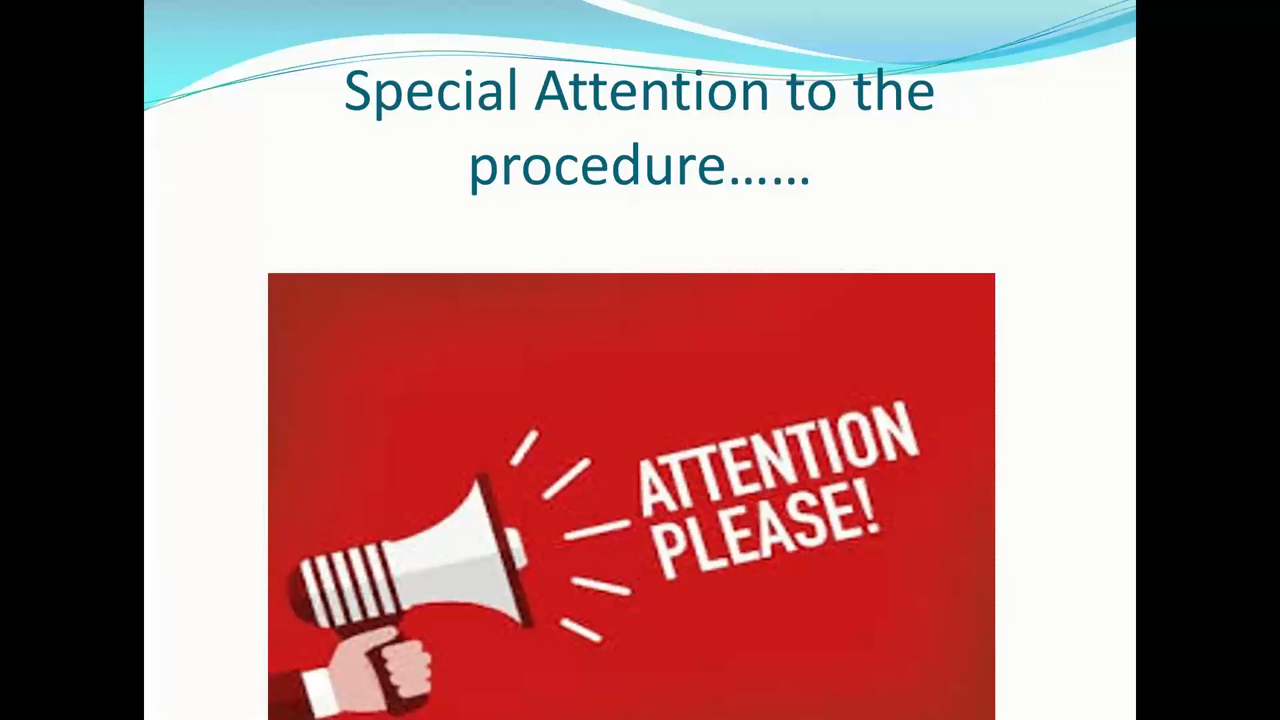 Special Attention to the
procedure......
ATTENTION
PLEASE!